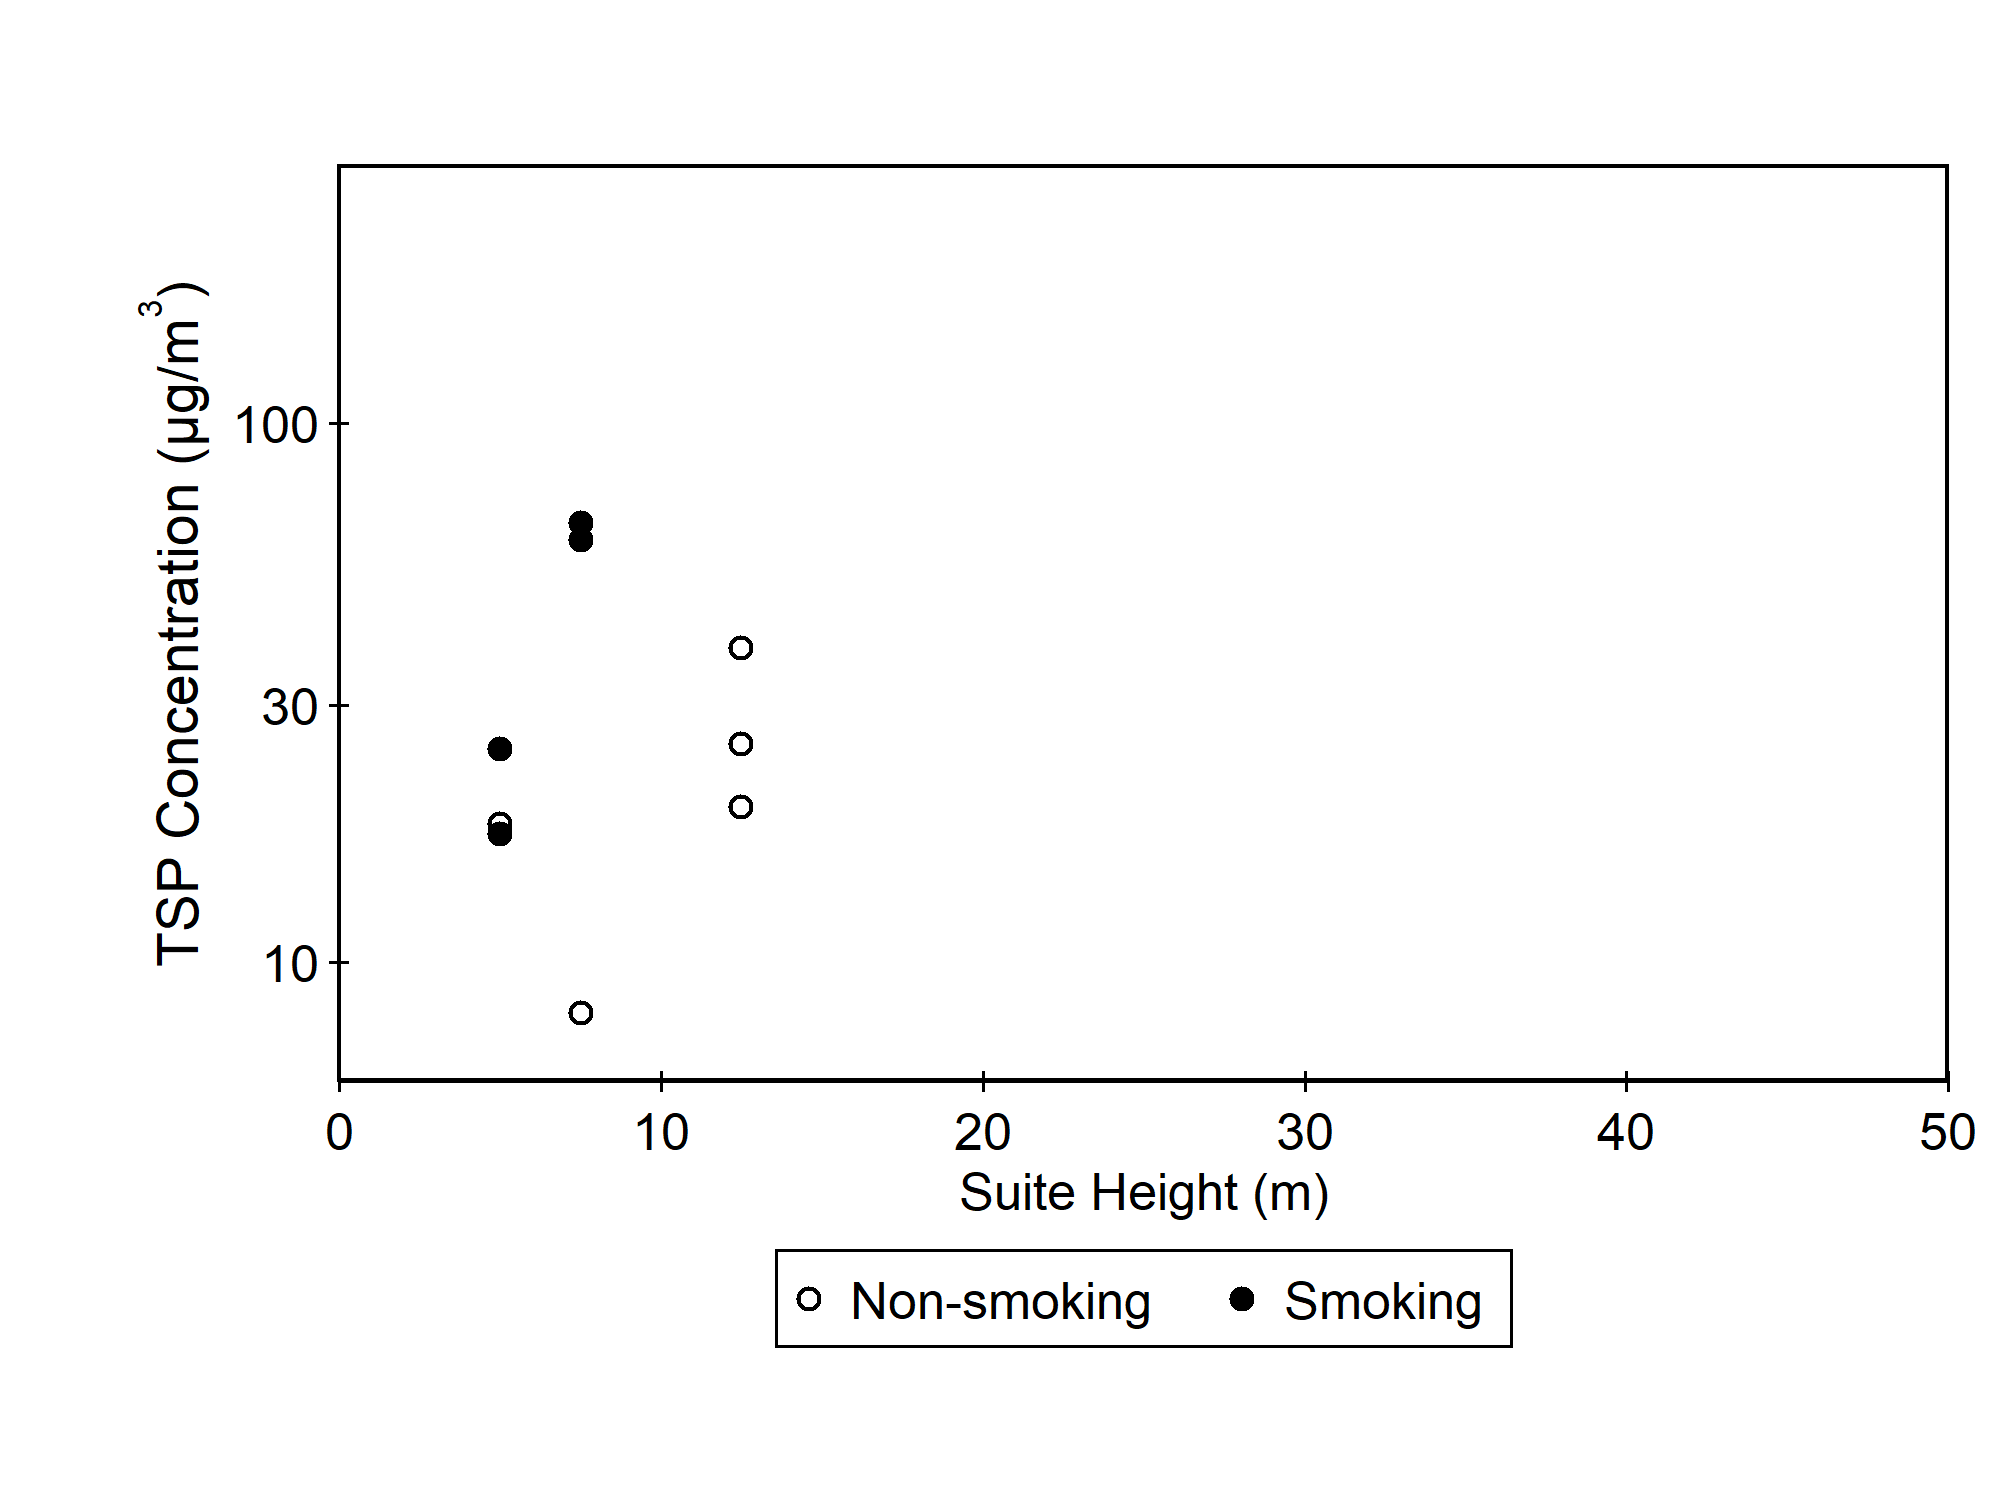 TSP Concentration (µg/m³)
100
30
10
0 10 20 30 40 50
Suite Height (m)
Non-smoking Smoking